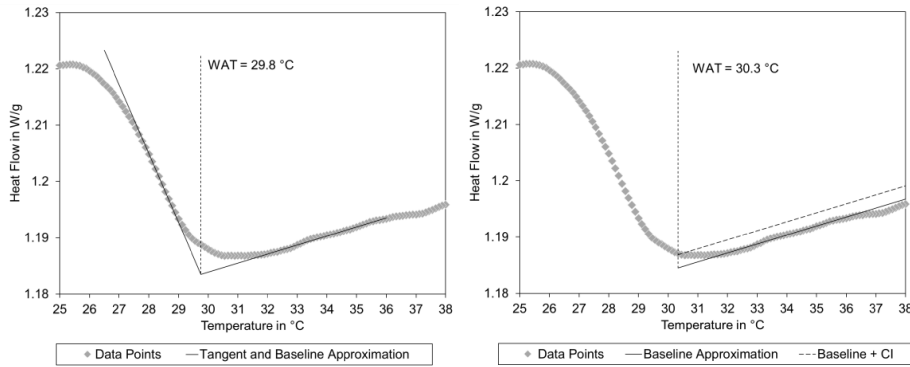 1.23
1.22
1.21
1.2
1.19
1.18
Heat Flow in W/g
WAT = 29.8 °C
25 26 27 28 29 30 31 32 33 34 35 36 37 38
Temperature in °C
Data Points Tangent and Baseline Approximation
1.23
1.22
1.21
1.2
1.19
1.18
Heat Flow in W/g
WAT = 30.3 °C
25 26 27 28 29 30 31 32 33 34 35 36 37 38
Temperature in °C
Data Points Baseline Approximation Baseline + CI